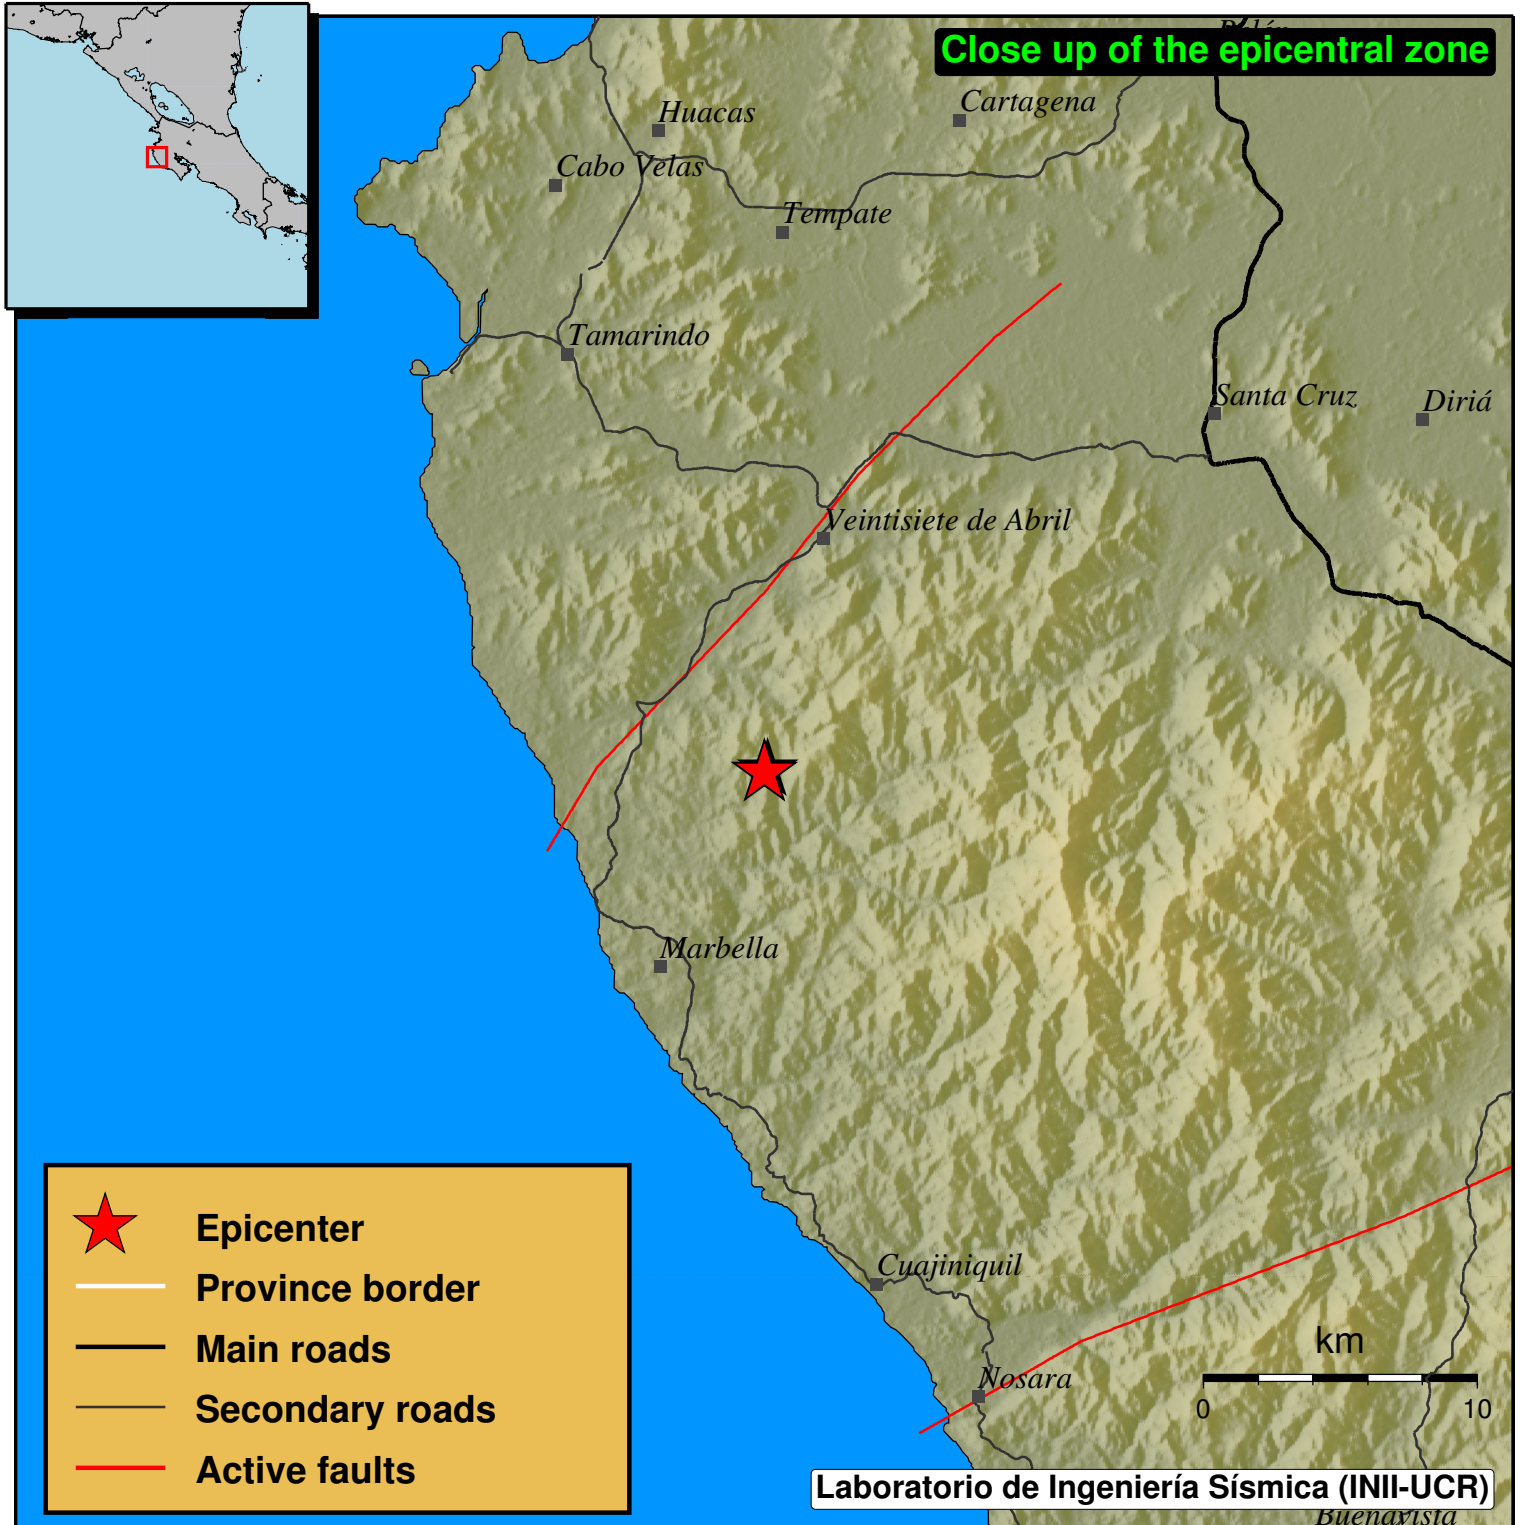 Belén
Close up of the epicentral zone
Huacas
Cartagena
Cabo Velas
Tempate
Tamarindo
Santa Cruz
Diriá
Veintisiete de Abril
Marbella
Cuajiniquil
Nosara
km
0 10
Epicenter
Province border
Main roads
Secondary roads
Active faults
Laboratorio de Ingeniería Sísmica (INII-UCR)
Buenavista